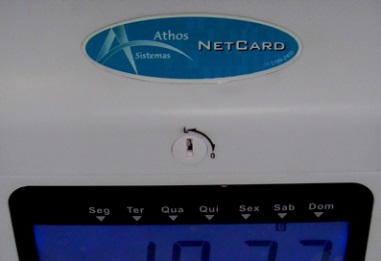 Athos
Sistemas
NETCARD
Seg Ter Qua Qui Sex Sab Dom